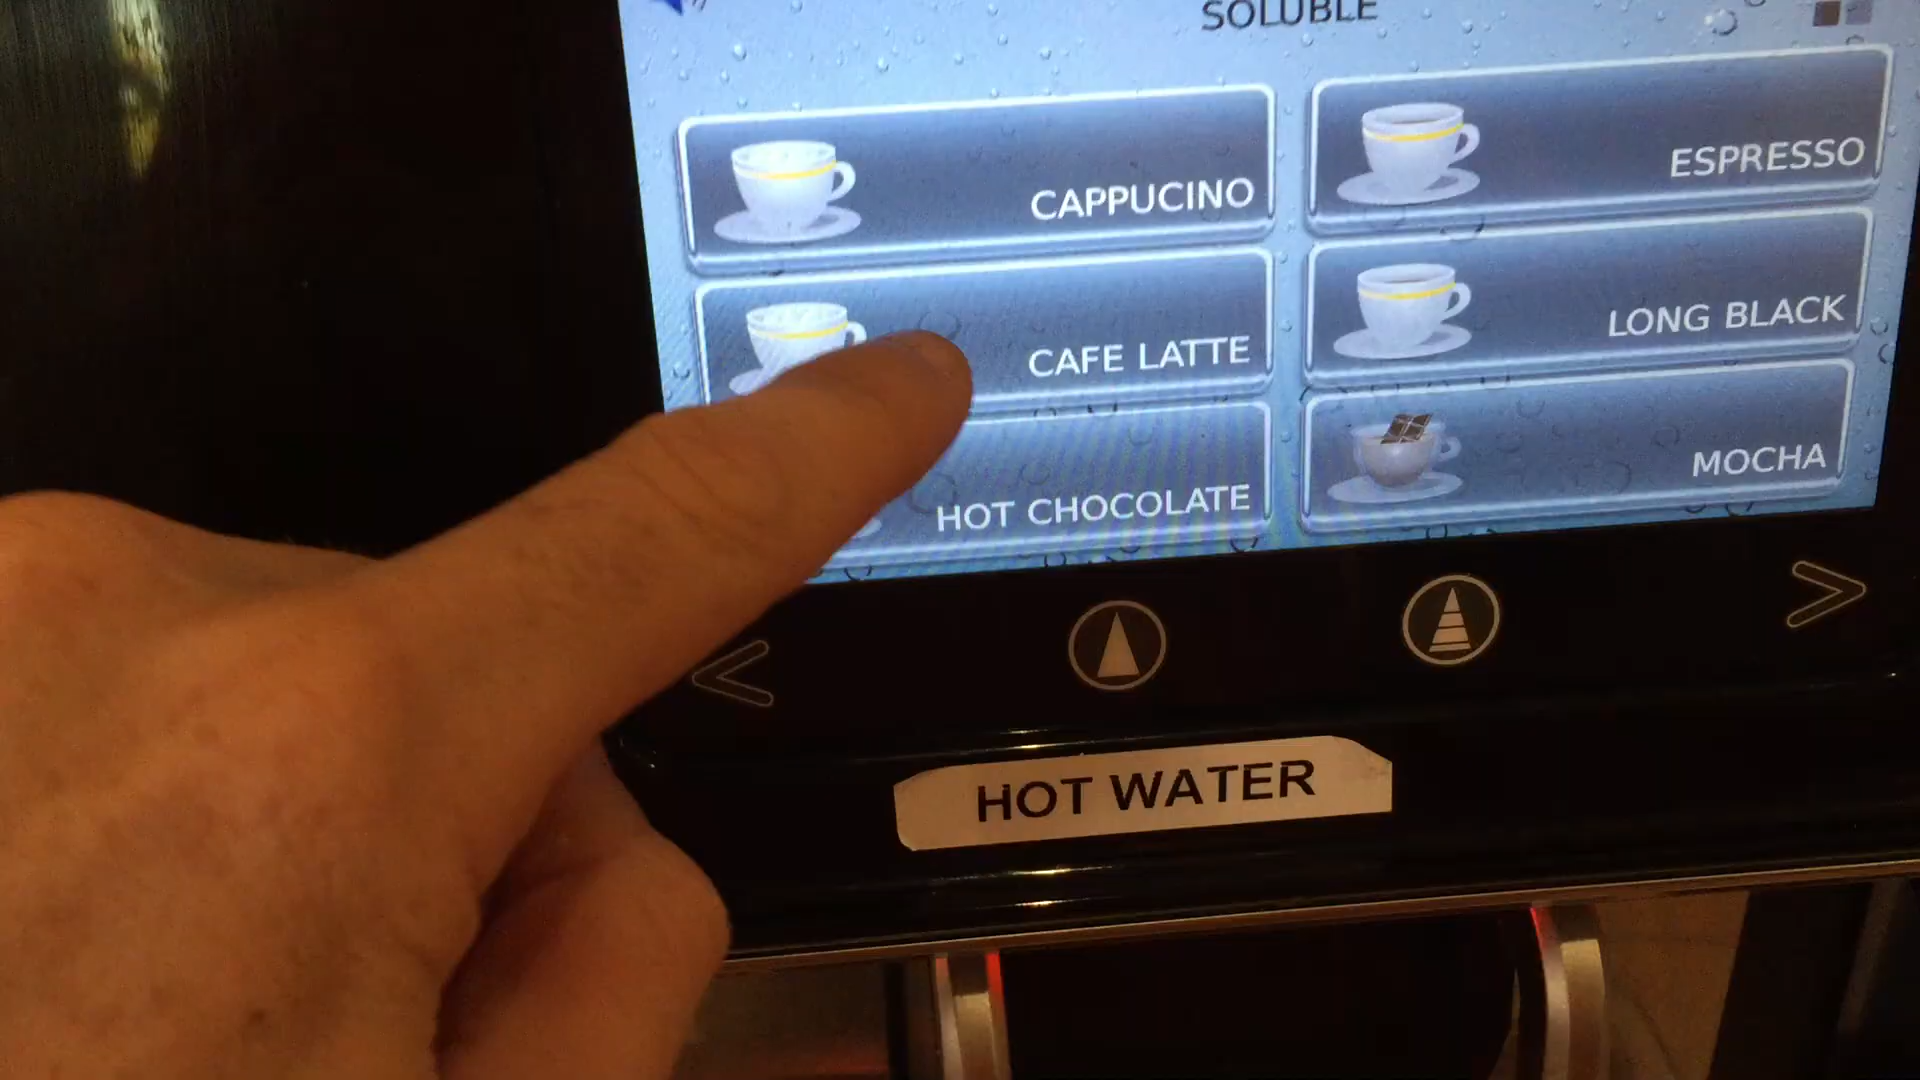 SOLUBLE
CAPPUCINO
ESPRESSO
CAFE LATTE
LONG BLACK
HOT CHOCOLATE
MOCHA
HOT WATER